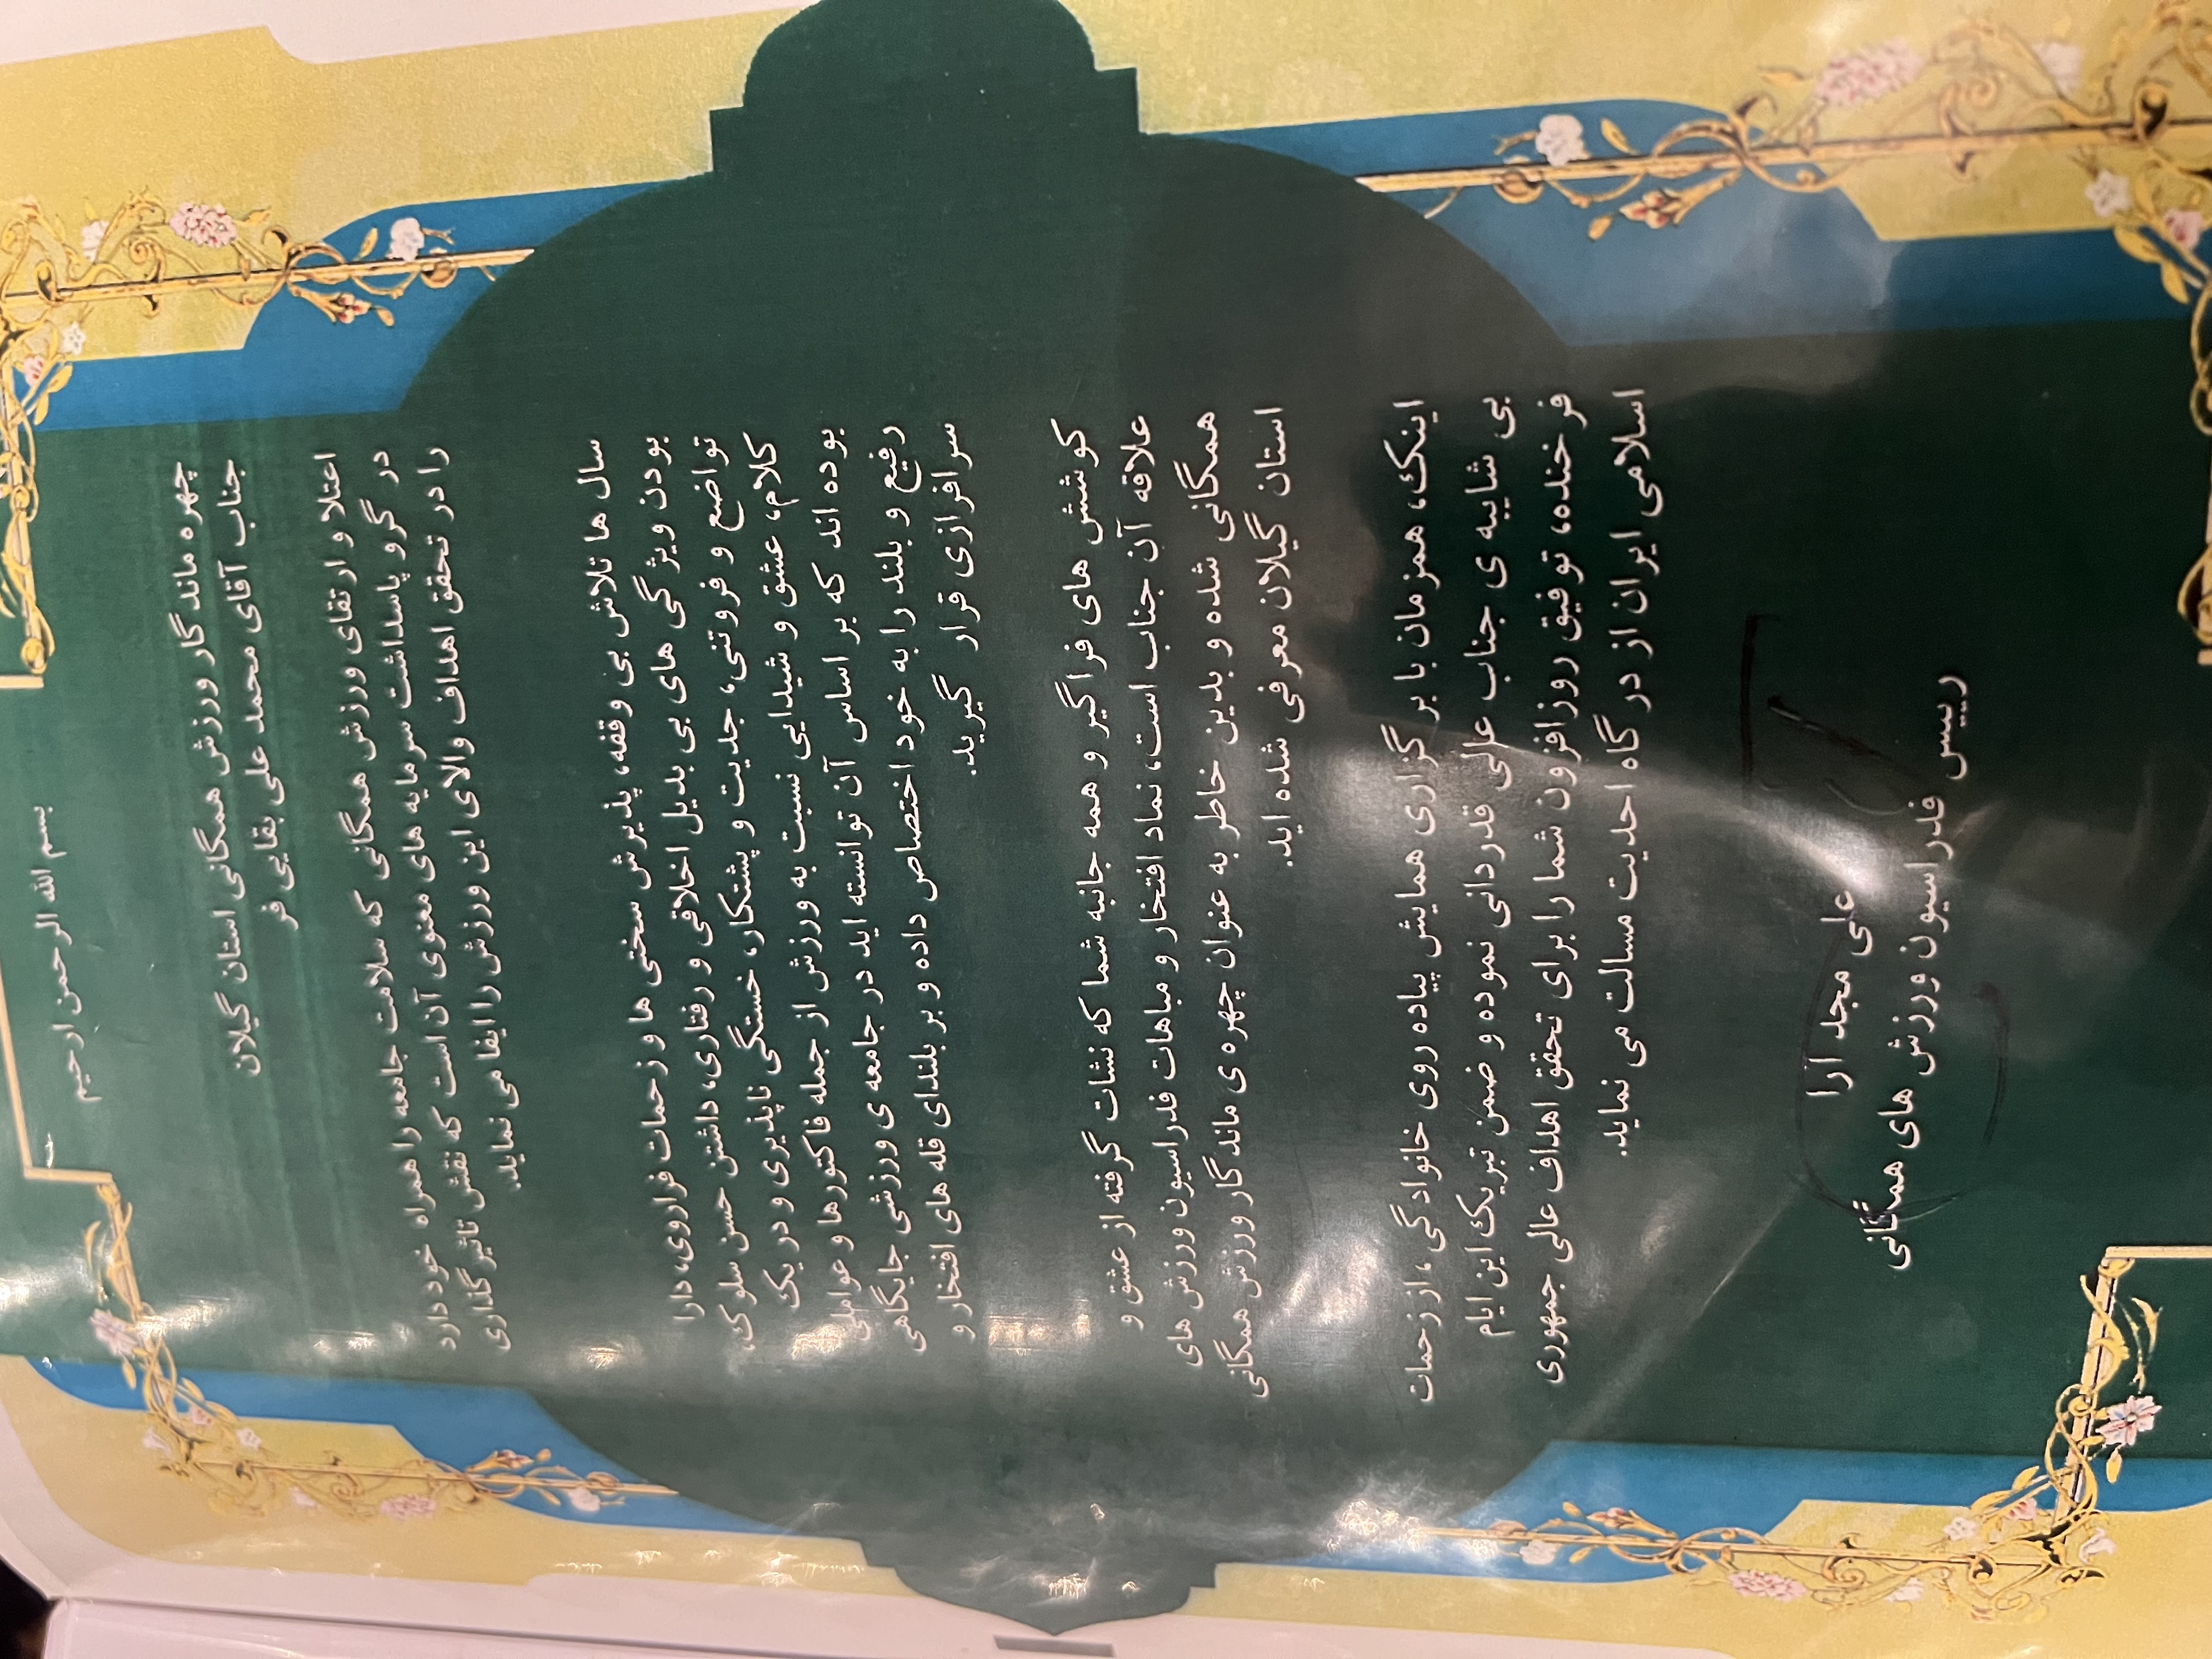 بسم الله الرحمن ارحیم
چهره ماندگار ورزش همگانی استان گیلان
جناب آقای محمد علی بقایی فر
اعتلا و ارتقای ورزش همگانی که سلامت جامعه را همراه خود دارد
در گرو پاسداشت سرمایه های معنوی آن است که نقش تاثیر گذاری
را در تحقق اهداف والای این ورزش را ایفا می نماید.
سال ها تلاش بی وقفه، پذیرش سختی ها و زحمات فراروی، دارا
بودن ویژگی های بی بدیل اخلاقی و رفتاری، داشتن حسن سلوک،
تواضع و فروتنی، جدیت و پشتکار، خستگی ناپذیری و در یک
کلام، عشق و شیدایی نسبت به ورزش از جمله فاکتورها و عواملی
بوده اند که بر اساس آن توانسته اید در جامعه ی ورزشی جایگاهی
رفیع و بلند را به خود اختصاص داده و بر بلندای قله های افتخار و
سرافرازی قرار گیرید.
کوشش های فراگیر و همه جانبه شما که نشات گرفته از عشق و
علاقه آن جناب است، نماد افتخار و مباهات فدراسیون ورزش های
همگانی شده و بدین خاطر به عنوان چهره ی ماندگار ورزش همگانی
استان گیلان معرفی شده اید.
اینک، همزمان با برگزاری همایش پیاده روی خانوادگی ،از زحمات
بی شاییه ی جناب عالی قدردانی نموده و ضمن تبریک این ایام
فرخنده، توفیق روزافزون شما را برای تحقق اهداف عالی جمهوری
اسلامی ایران از درگاه احدیت مسالت می نماید.
علی مجد آرا
رییس فدراسیون ورزش های همگانی